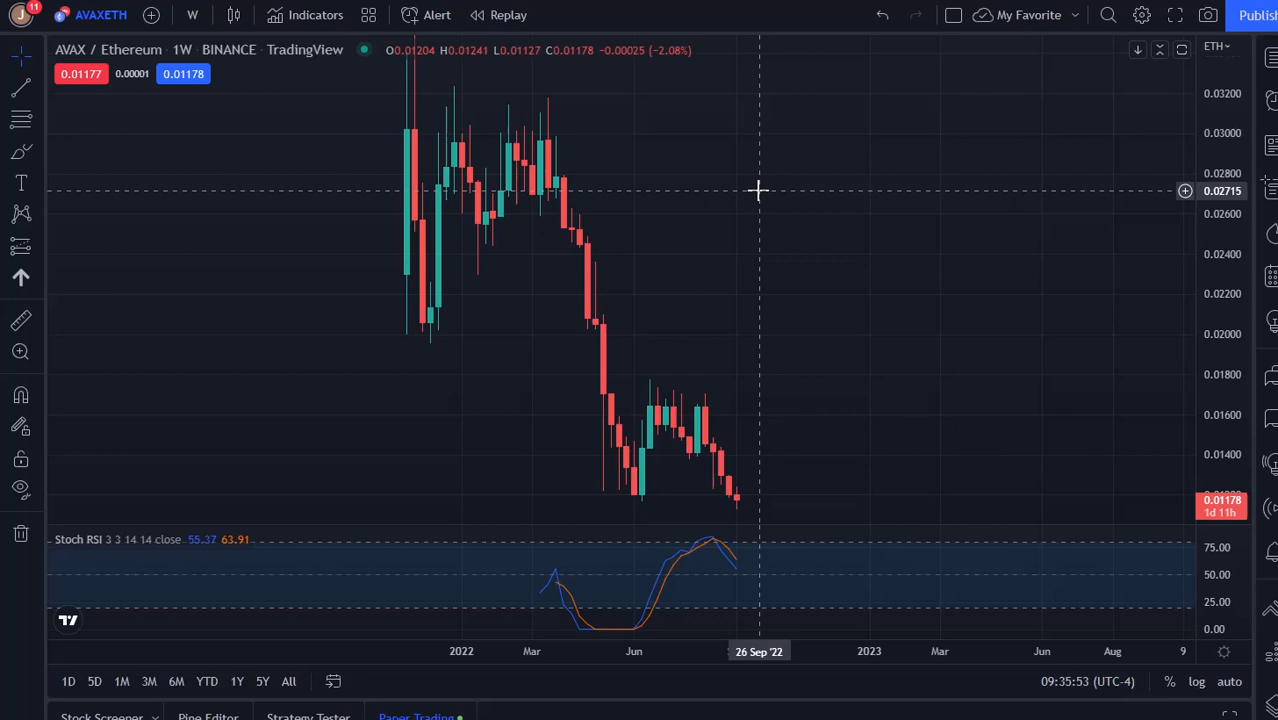 J 11 AVAXETH W Indicators Alert Replay My Favorite Publis
AVAX / Ethereum · 1W · BINANCE · TradingView O0.01204 H0.01241 L0.01127 C0.01178 -0.00025 (-2.08%) ETH
0.01177 0.00001 0.01178
0.03200
0.03000
0.02800
0.02715
0.02600
0.02400
0.02200
0.02000
0.01800
0.01600
0.01400
0.01178
1d 11h
Stoch RSI 3 3 14 14 close 55.37 63.91
75.00
50.00
25.00
0.00
2022 Mar Jun 26 Sep '22 2023 Mar Jun Aug 9
1D 5D 1M 3M 6M YTD 1Y 5Y All 09:35:53 (UTC-4) % log auto
Stock Screener Pine Editor Strategy Tester Paper Trading